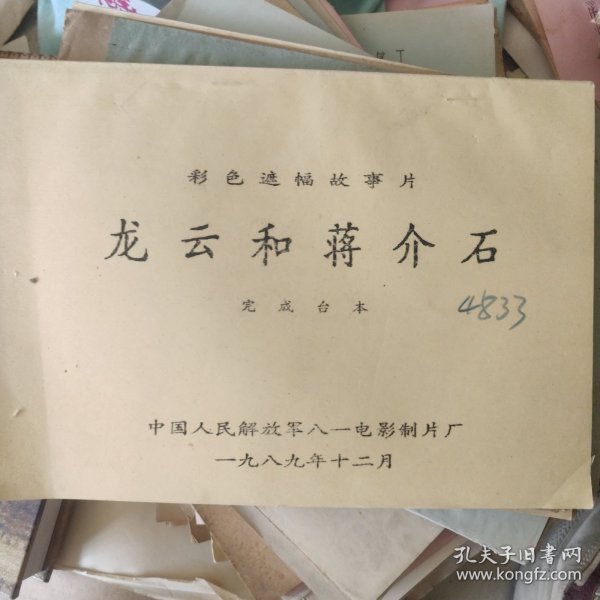 彩色遮幅故事片
龙云和蒋介石
完成台本
4833
中国人民解放军八一电影制片厂
一九八九年十二月
孔夫子旧书网
www.kongfz.com